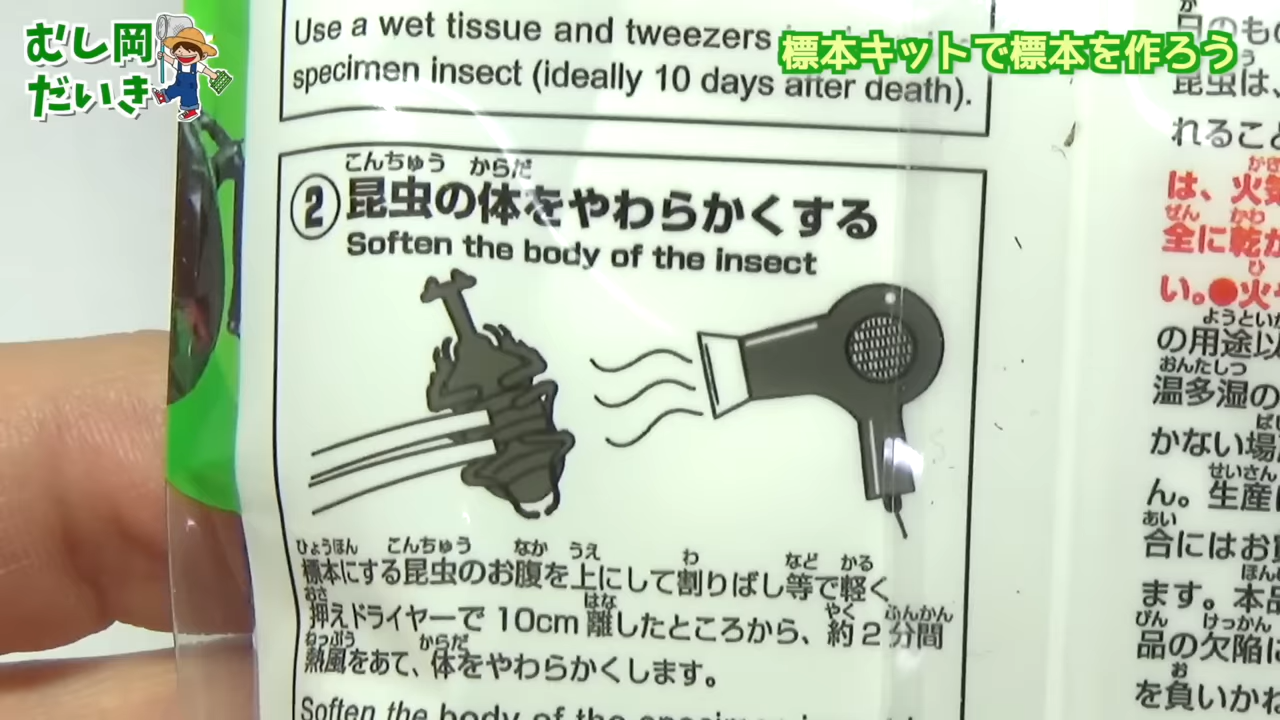 むし岡
だいき
標本キットで標本を作ろう
Use a wet tissue and tweezers
specimen insect (ideally 10 days after death).
こんちゅう からだ
②昆虫の体をやわらかくする
Soften the body of the insect
ひょうほん こんちゅう なか うえ わ など かる
標本にする昆虫のお腹を上にして割りばし等で軽く
おさ はな やく ふんかん
押えドライヤーで 10cm 離したところから、約2分間
ねっぷう からだ
熱風をあて、体をやわらかくします。
Soften the body of the specimen
昆虫は、
れること
は、火気
ぜん かわ
全に乾か
ひ
い。●火
の用途以
おんたしつ
温多湿の
かない場
せいさん
ん。生産
あい
合にはお
ます。本品
ぴん けっかん
品の欠陥に
お
を負いかね